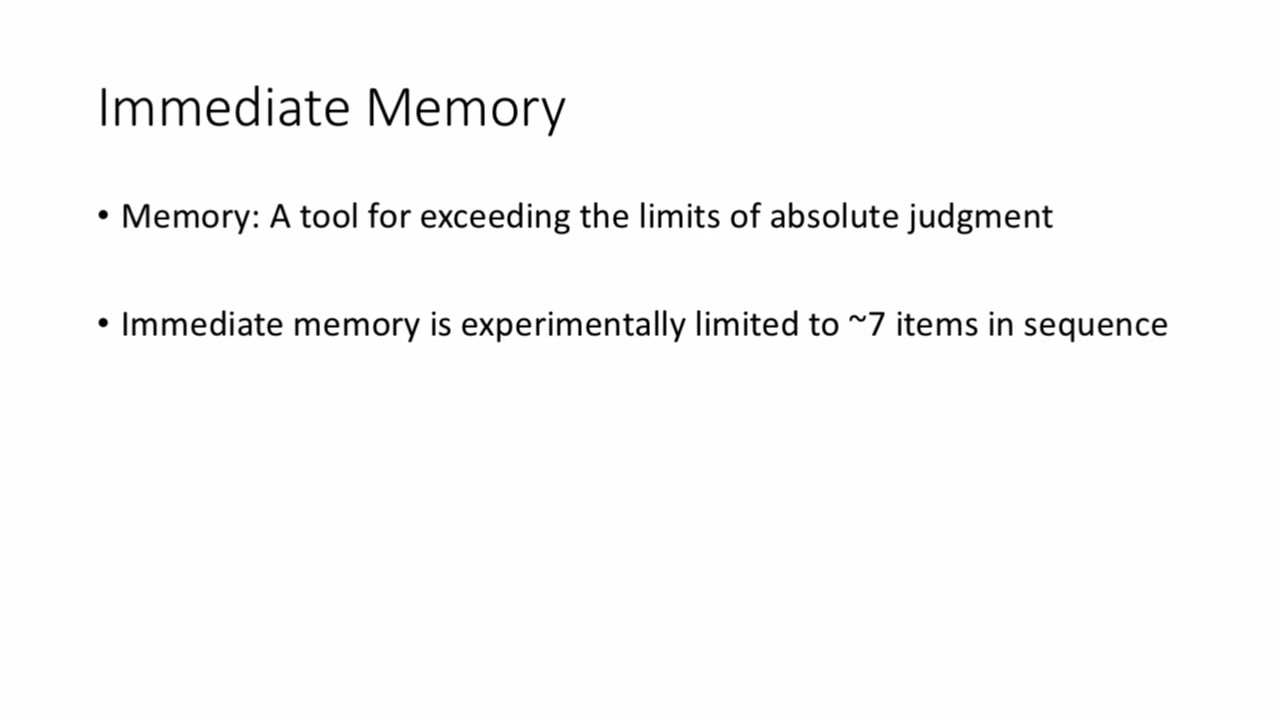 Immediate Memory
• Memory: A tool for exceeding the limits of absolute judgment
• Immediate memory is experimentally limited to ~7 items in sequence